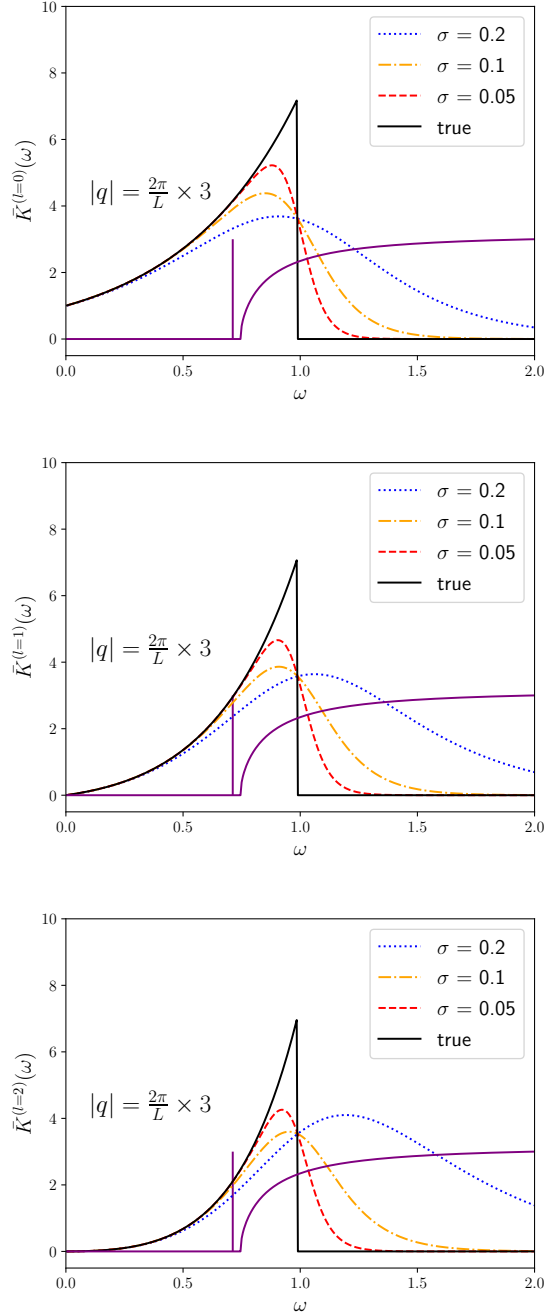 10
8
6
4
2
0
K̄^(l=0)(ω)
|q| = 2π/L × 3
σ = 0.2
σ = 0.1
σ = 0.05
true
0.0 0.5 1.0 1.5 2.0
ω
10
8
6
4
2
0
K̄^(l=1)(ω)
|q| = 2π/L × 3
σ = 0.2
σ = 0.1
σ = 0.05
true
0.0 0.5 1.0 1.5 2.0
ω
10
8
6
4
2
0
K̄^(l=2)(ω)
|q| = 2π/L × 3
σ = 0.2
σ = 0.1
σ = 0.05
true
0.0 0.5 1.0 1.5 2.0
ω